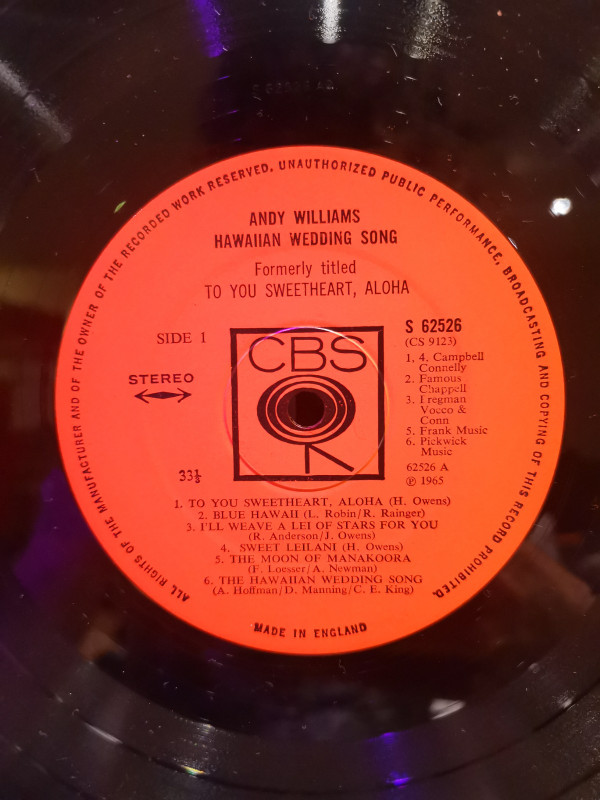 ALL RIGHTS OF THE MANUFACTURER AND OF THE OWNER OF THE RECORDED WORK RESERVED. UNAUTHORIZED PUBLIC PERFORMANCE, BROADCASTING AND COPYING OF THIS RECORD PROHIBITED.
ANDY WILLIAMS
HAWAIIAN WEDDING SONG
Formerly titled
TO YOU SWEETHEART, ALOHA
SIDE 1
STEREO
33⅓
CBS
S 62526
(CS 9123)
1. 4. Campbell
Connelly
2. Famous
Chappell
3. Fregman
Vocco &
Conn
5. Frank Music
6. Pickwick
Music
62526 A
℗ 1965
1. TO YOU SWEETHEART, ALOHA (H. Owens)
2. BLUE HAWAII (L. Robin/R. Rainger)
3. I'LL WEAVE A LEI OF STARS FOR YOU
(R. Anderson/J. Owens)
4. SWEET LEILANI (H. Owens)
5. THE MOON OF MANAKOORA
(F. Loesser/A. Newman)
6. THE HAWAIIAN WEDDING SONG
(A. Hoffman/D. Manning/C. E. King)
MADE IN ENGLAND